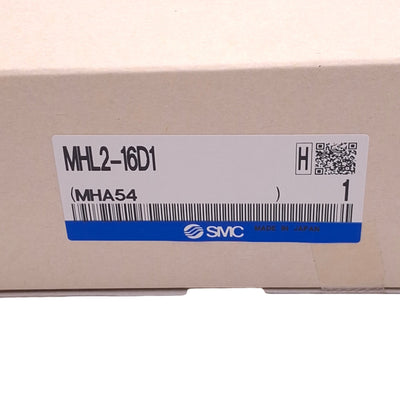 MHL2-16D1 H
(MHA54 ) 1
SMC MADE IN JAPAN